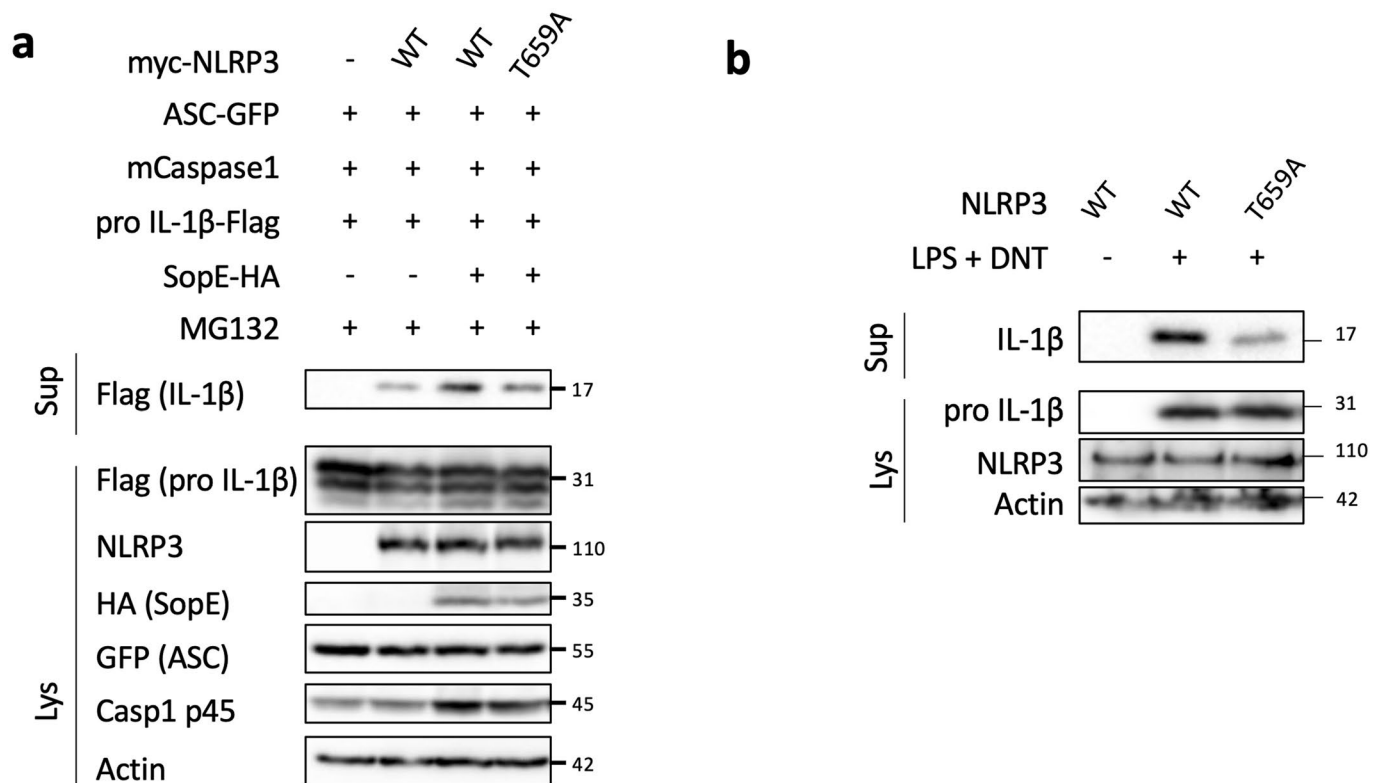 a
myc-NLRP3 - WT WT T659A
ASC-GFP + + + +
mCaspase1 + + + +
pro IL-1β-Flag + + + +
SopE-HA - - + +
MG132 + + + +
Sup
Flag (IL-1β) 17
Lys
Flag (pro IL-1β) 31
NLRP3 110
HA (SopE) 35
GFP (ASC) 55
Casp1 p45 45
Actin 42
b
NLRP3 WT WT T659A
LPS + DNT - + +
Sup
IL-1β 17
Lys
pro IL-1β 31
NLRP3 110
Actin 42